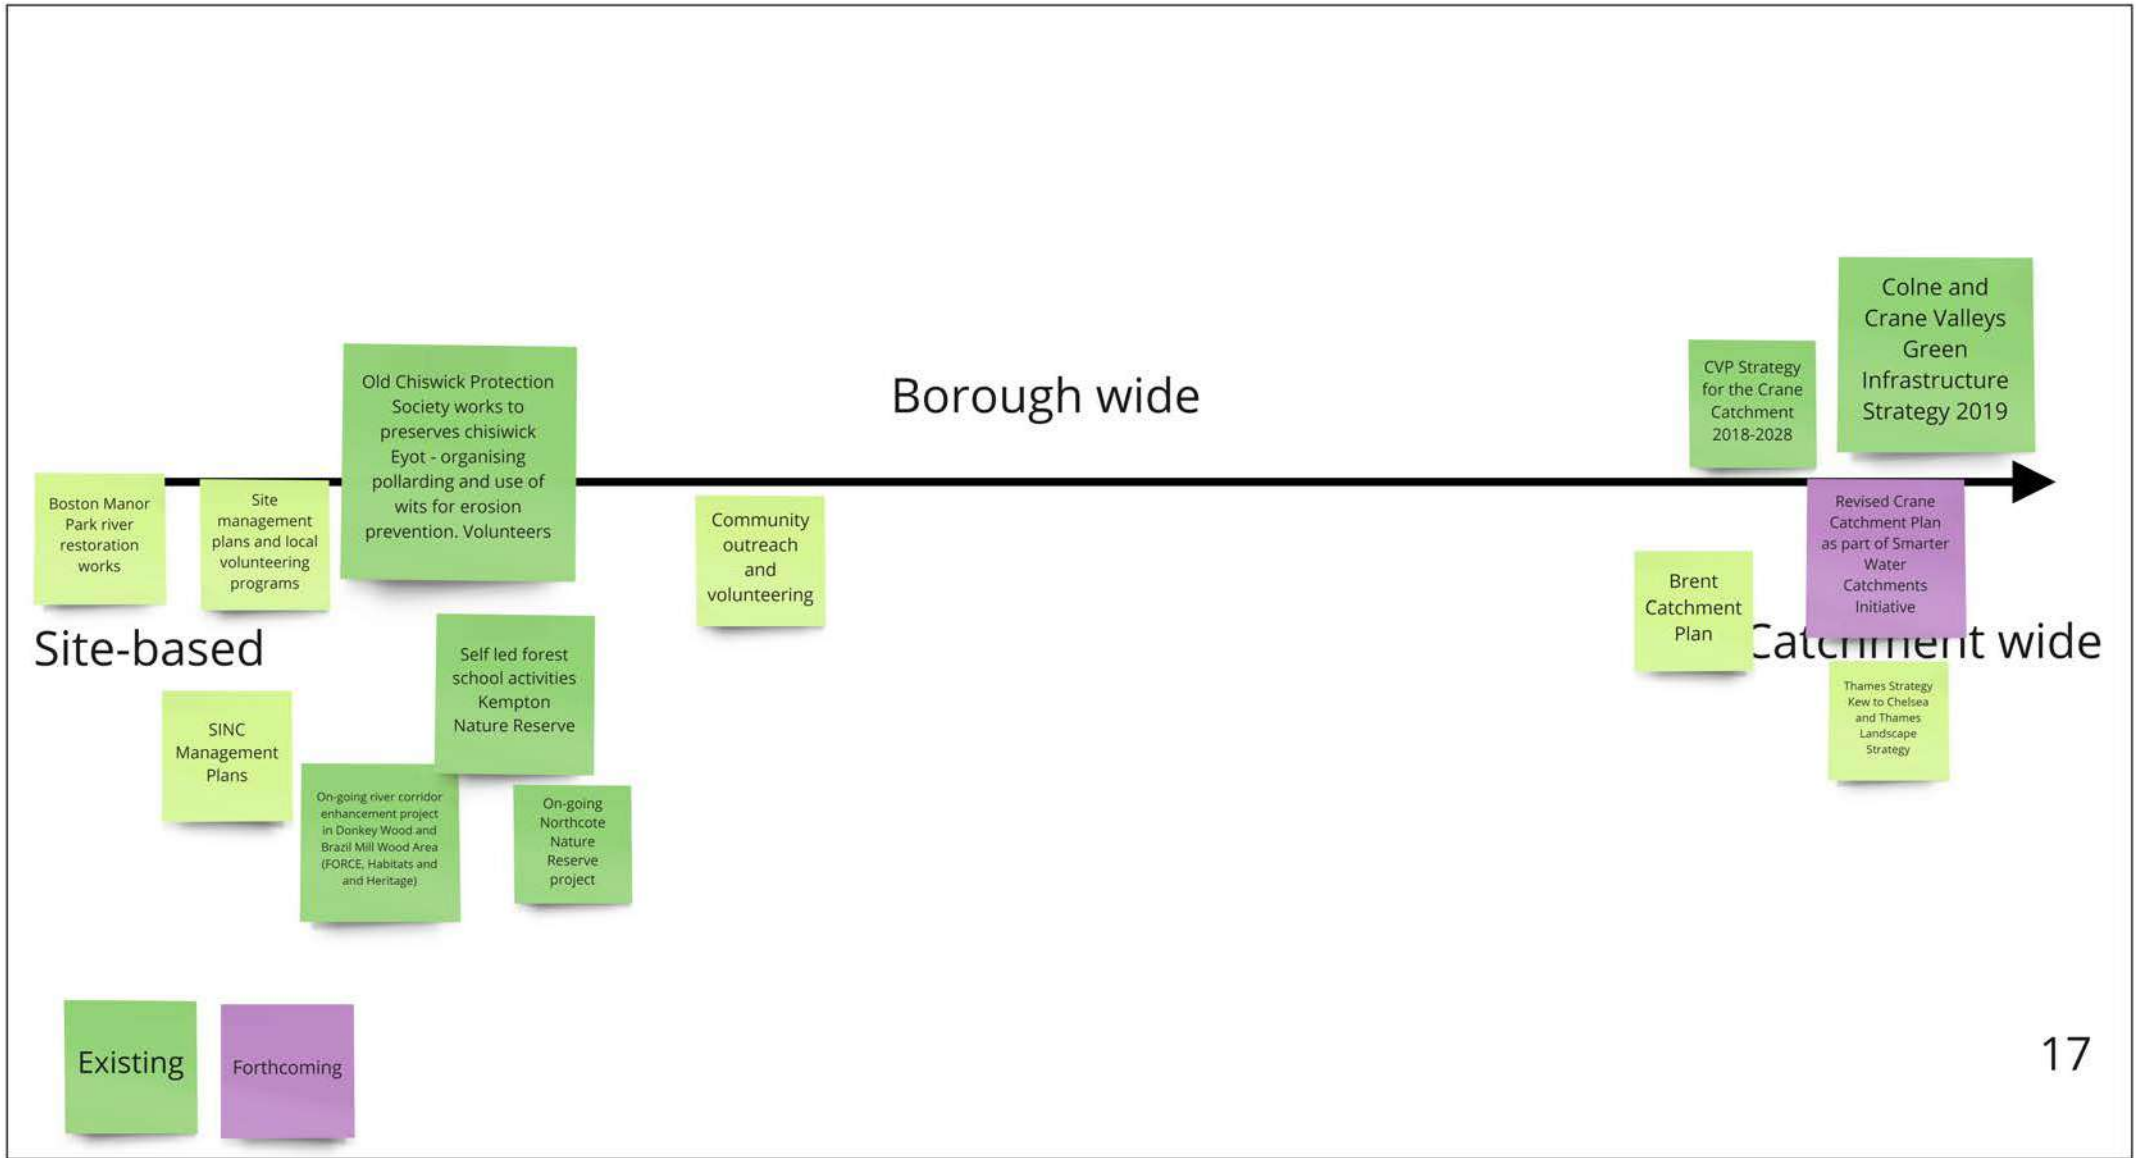 Colne and
Crane Valleys
Green
Infrastructure
Strategy 2019
CVP Strategy
for the Crane
Catchment
2018-2028
Borough wide
Old Chiswick Protection
Society works to
preserves chisiwick
Eyot - organising
pollarding and use of
wits for erosion
prevention. Volunteers
Boston Manor
Park river
restoration
works
Site
management
plans and local
volunteering
programs
Community
outreach
and
volunteering
Revised Crane
Catchment Plan
as part of Smarter
Water
Catchments
Initiative
Brent
Catchment
Plan
Site-based
Catchment wide
Self led forest
school activities
Kempton
Nature Reserve
Thames Strategy
Kew to Chelsea
and Thames
Landscape
Strategy
SINC
Management
Plans
On-going river corridor
enhancement project
in Donkey Wood and
Brazil Mill Wood Area
(FORCE, Habitats and
and Heritage)
On-going
Northcote
Nature
Reserve
project
Existing
Forthcoming
17